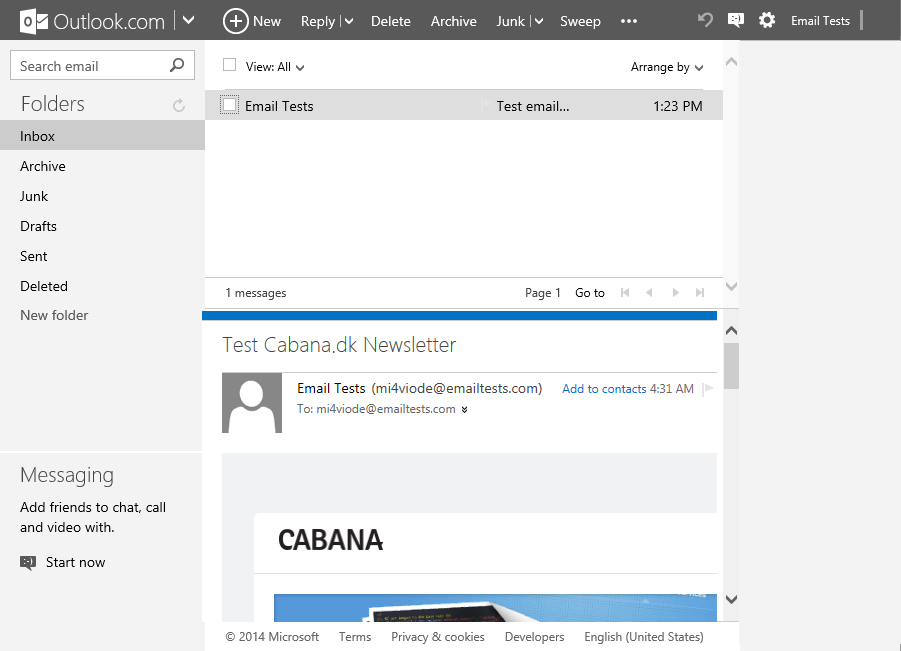 Outlook.com New Reply Delete Archive Junk Sweep ••• Email Tests
Search email
Folders
Inbox
Archive
Junk
Drafts
Sent
Deleted
New folder
Messaging
Add friends to chat, call
and video with.
Start now
View: All Arrange by
Email Tests Test email... 1:23 PM
1 messages Page 1 Go to
Test Cabana.dk Newsletter
Email Tests (mi4viode@emailtests.com) Add to contacts 4:31 AM
To: mi4viode@emailtests.com
CABANA
© 2014 Microsoft Terms Privacy & cookies Developers English (United States)